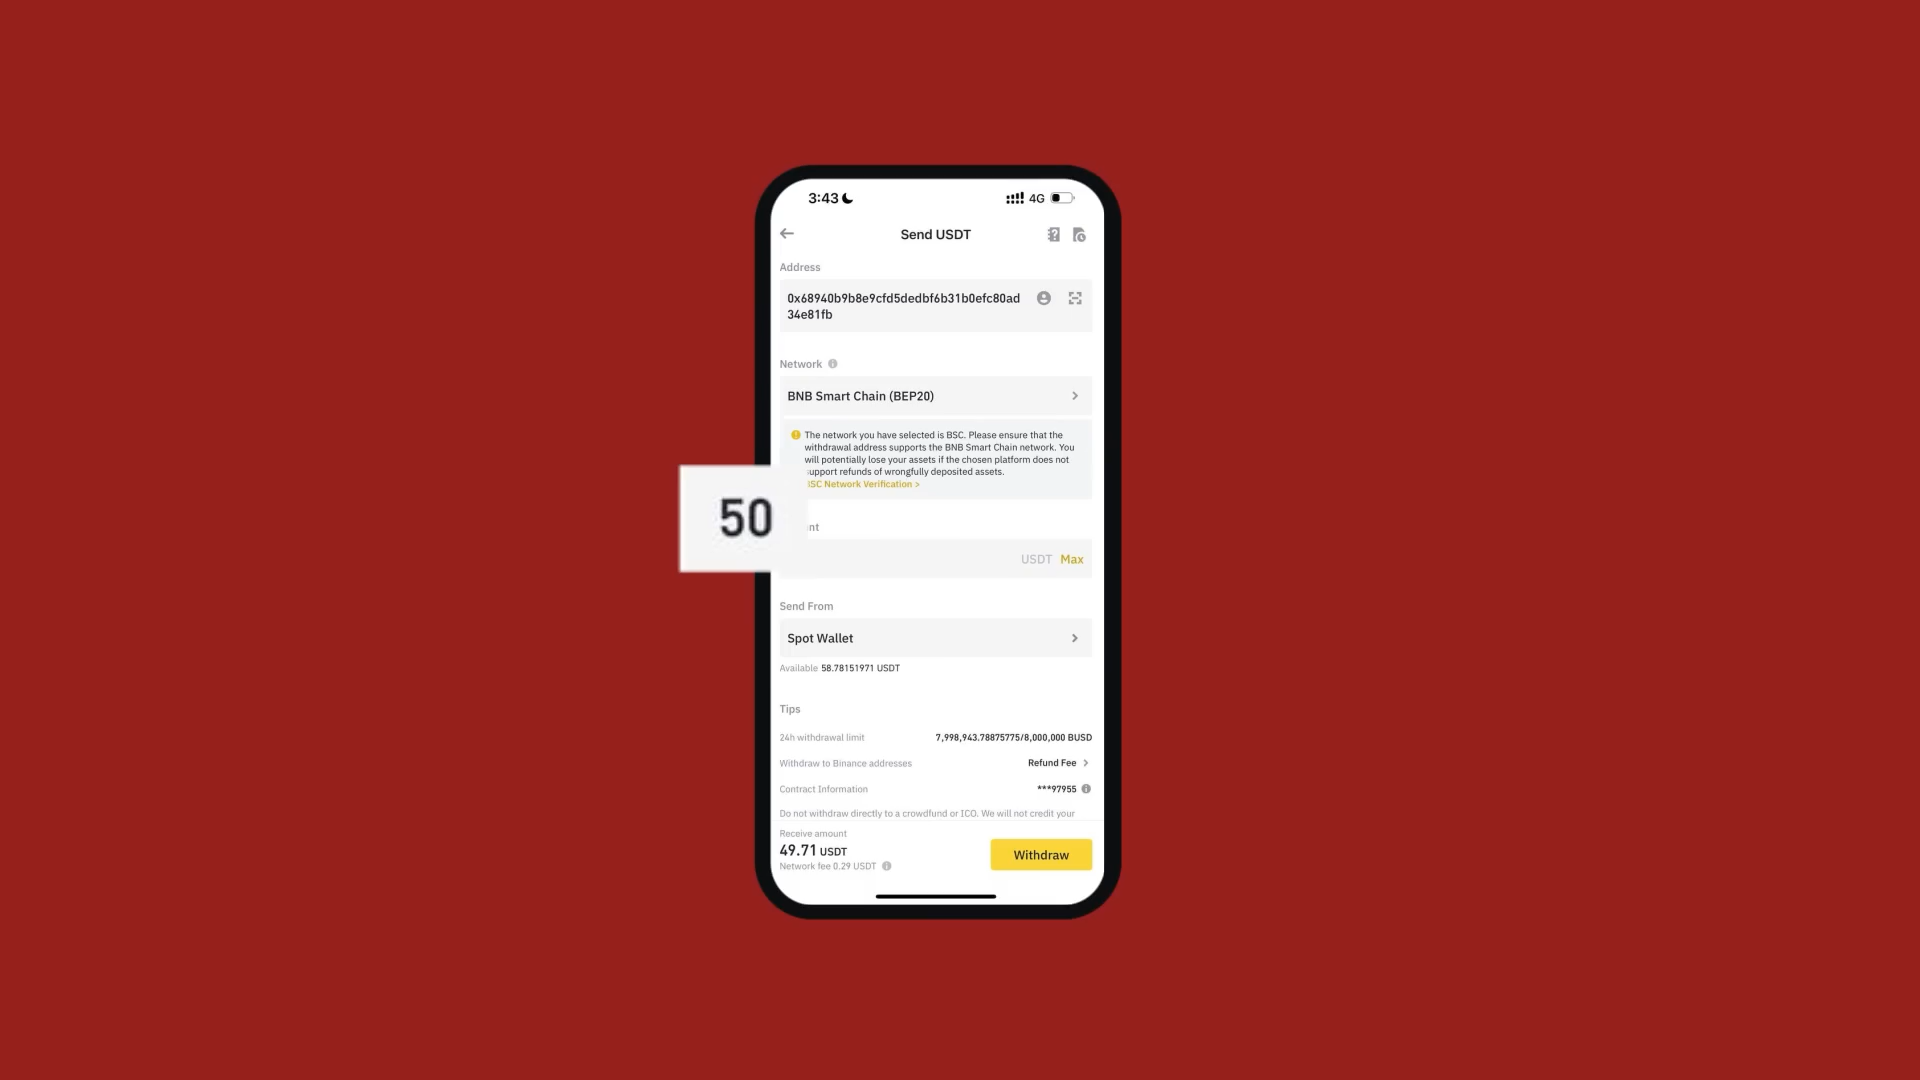 3:43
4G
Send USDT
Address
0x68940b9b8e9cfd5dedbf6b31b0efc80ad
34e81fb
Network
BNB Smart Chain (BEP20)
The network you have selected is BSC. Please ensure that the
withdrawal address supports the BNB Smart Chain network. You
will potentially lose your assets if the chosen platform does not
upport refunds of wrongfully deposited assets.
SC Network Verification >
50
nt
USDT Max
Send From
Spot Wallet
Available 58.78151971 USDT
Tips
24h withdrawal limit 7,998,943.78875775/8,000,000 BUSD
Withdraw to Binance addresses Refund Fee
Contract Information ***97955
Do not withdraw directly to a crowdfund or ICO. We will not credit your
Receive amount
49.71 USDT
Network fee 0.29 USDT
Withdraw